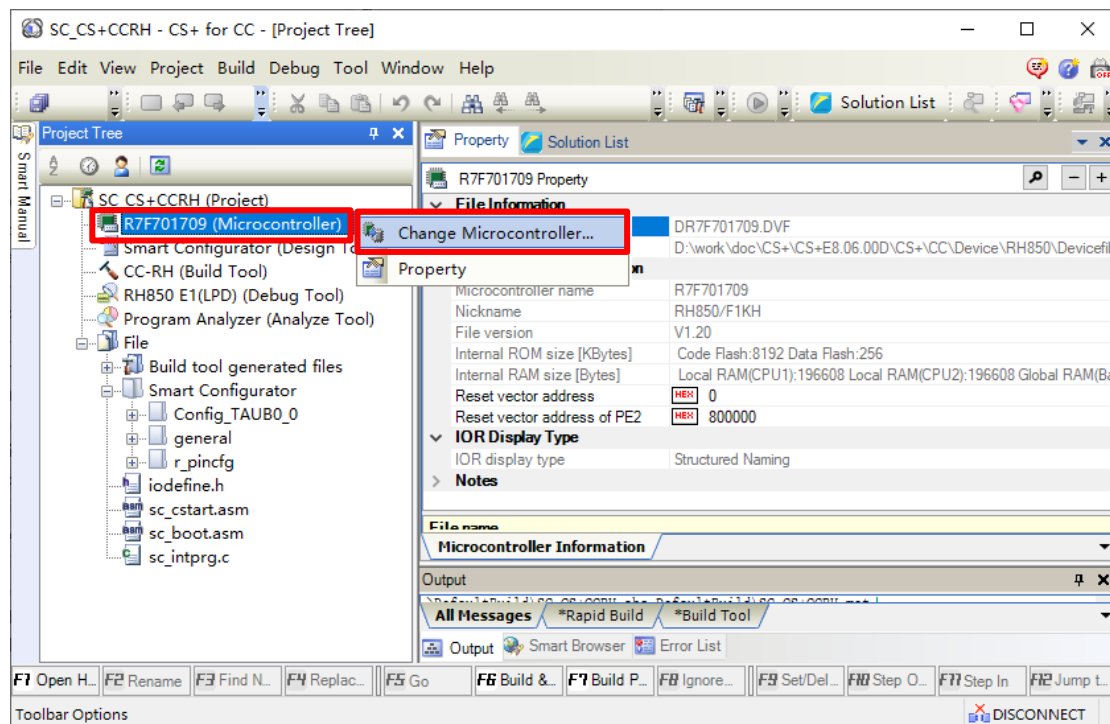 SC_CS+CCRH - CS+ for CC - [Project Tree]
File Edit View Project Build Debug Tool Window Help
Solution List
Smart Manual
Project Tree
SC_CS+CCRH (Project)
R7F701709 (Microcontroller)
Smart Configurator (Design To
CC-RH (Build Tool)
RH850 E1(LPD) (Debug Tool)
Program Analyzer (Analyze Tool)
File
Build tool generated files
Smart Configurator
Config_TAUB0_0
general
r_pincfg
iodefine.h
sc_cstart.asm
sc_boot.asm
sc_intprg.c
Change Microcontroller...
Property
Property
Solution List
R7F701709 Property
File Information
DR7F701709.DVF
D:\work\doc\CS+\CS+E8.06.00D\CS+\CC\Device\RH850\Devicefil
Microcontroller name R7F701709
Nickname RH850/F1KH
File version V1.20
Internal ROM size [KBytes] Code Flash:8192 Data Flash:256
Internal RAM size [Bytes] Local RAM(CPU1):196608 Local RAM(CPU2):196608 Global RAM(Ba
Reset vector address HEX 0
Reset vector address of PE2 HEX 800000
IOR Display Type
IOR display type Structured Naming
Notes
File name
Microcontroller Information
Output
All Messages *Rapid Build *Build Tool
Output Smart Browser Error List
F1 Open H... F2 Rename F3 Find N... F4 Replac... F5 Go F6 Build &... F7 Build P... F8 Ignore... F9 Set/Del... F10 Step O... F11 Step In F12 Jump t...
Toolbar Options DISCONNECT